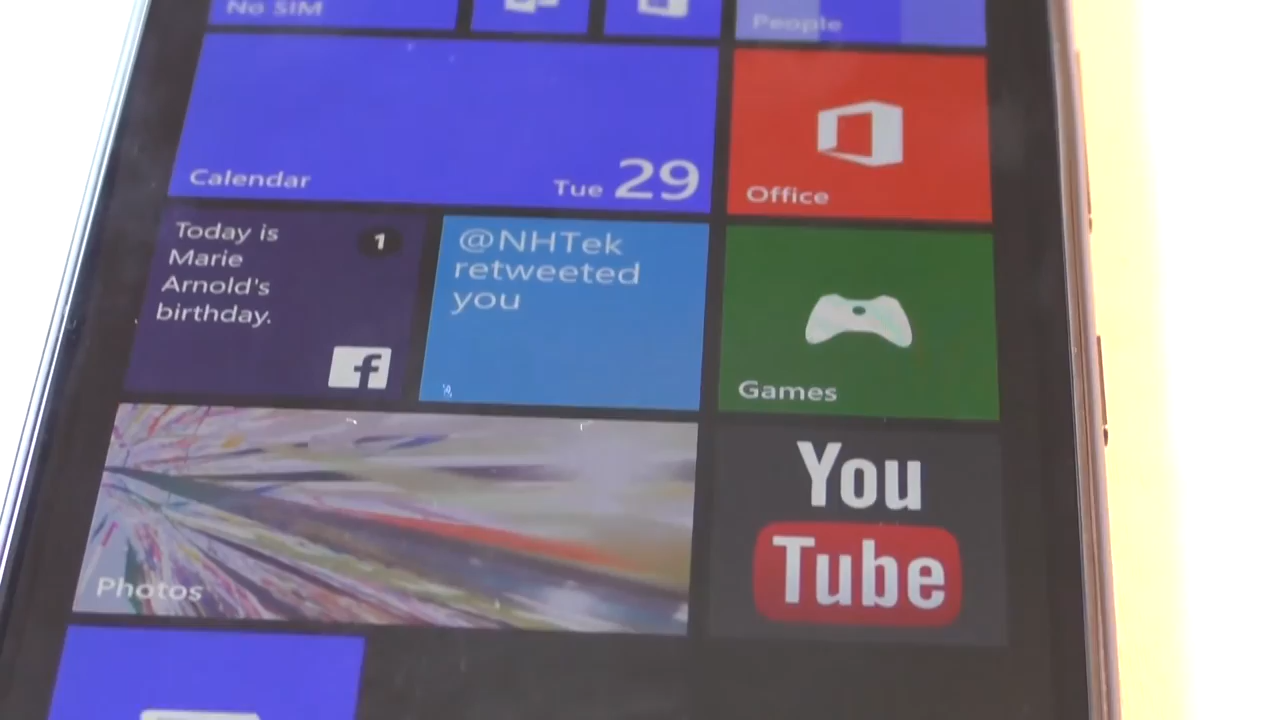 No SIM
People
Calendar
Tue 29
Office
Today is
Marie
Arnold's
birthday.
1
@NHTek
retweeted
you
Games
Photos
You
Tube